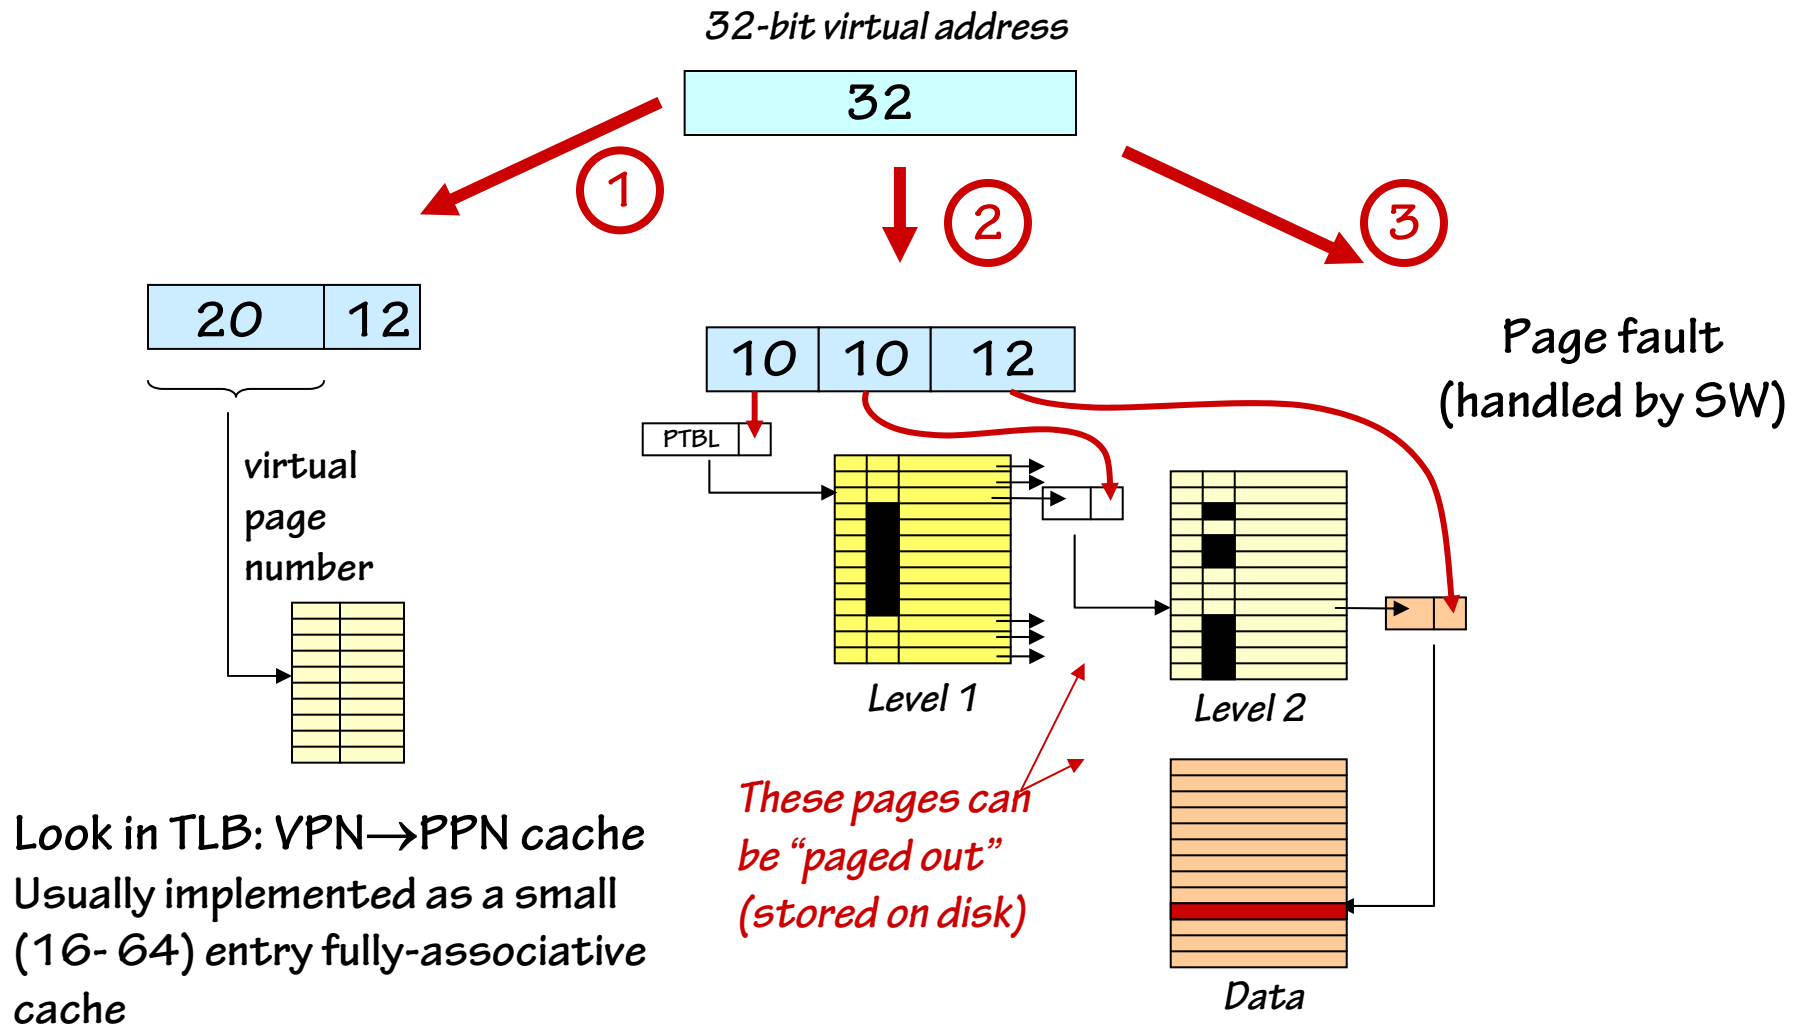 32-bit virtual address
32
1
2
3
20 12
10 10 12
Page fault
(handled by SW)
PTBL
virtual
page
number
Level 1
Level 2
These pages can
be “paged out”
(stored on disk)
Look in TLB: VPN→PPN cache
Usually implemented as a small
(16- 64) entry fully-associative
cache
Data